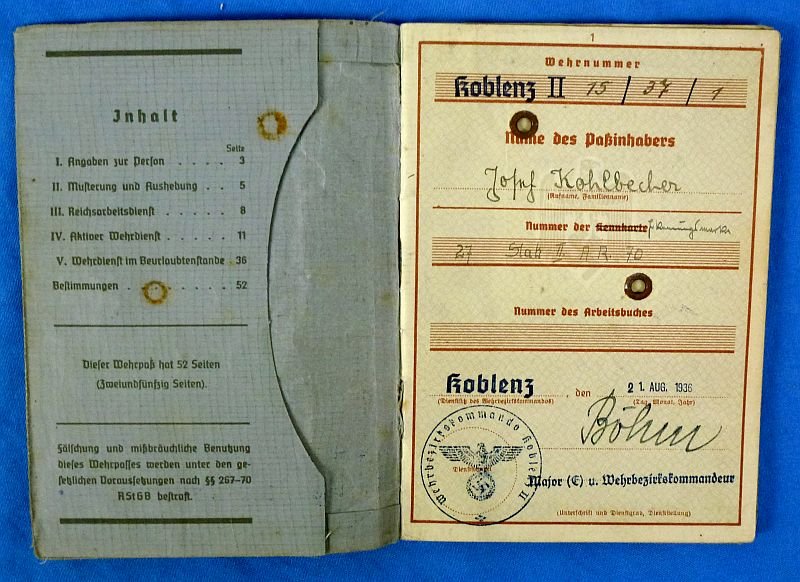 Inhalt
Seite
I. Angaben zur Person . . . . . 3
II. Musterung und Aushebung . . 5
III. Reichsarbeitsdienst . . . . . . 8
IV. Aktiver Wehrdienst . . . . . . 11
V. Wehrdienst im Beurlaubtenstande 36
Bestimmungen . . . . . . . . . 52
Dieser Wehrpaß hat 52 Seiten
(Zweiundfünfzig Seiten).
Fälschung und mißbräuchliche Benutzung
dieses Wehrpasses werden unter den ge-
setzlichen Voraussetzungen nach §§ 267–70
RStGB bestraft.
1
Wehrnummer
Koblenz II 15 / 37 / 1
Name des Paßinhabers
Josef Kohlbecher
(Rufname, Familienname)
Nummer der Kennkarte Erkennungsmarke
27 Stab II. A.R. 70
Nummer des Arbeitsbuches
Koblenz, den 21. AUG. 1936
(Dienstsitz des Wehrbezirkskommandos) (Tag, Monat, Jahr)
Böhm
Wehrbezirkskommando Koblenz II
Major (E) u. Wehrbezirkskommandeur
(Unterschrift und Dienstgrad, Dienststellung)